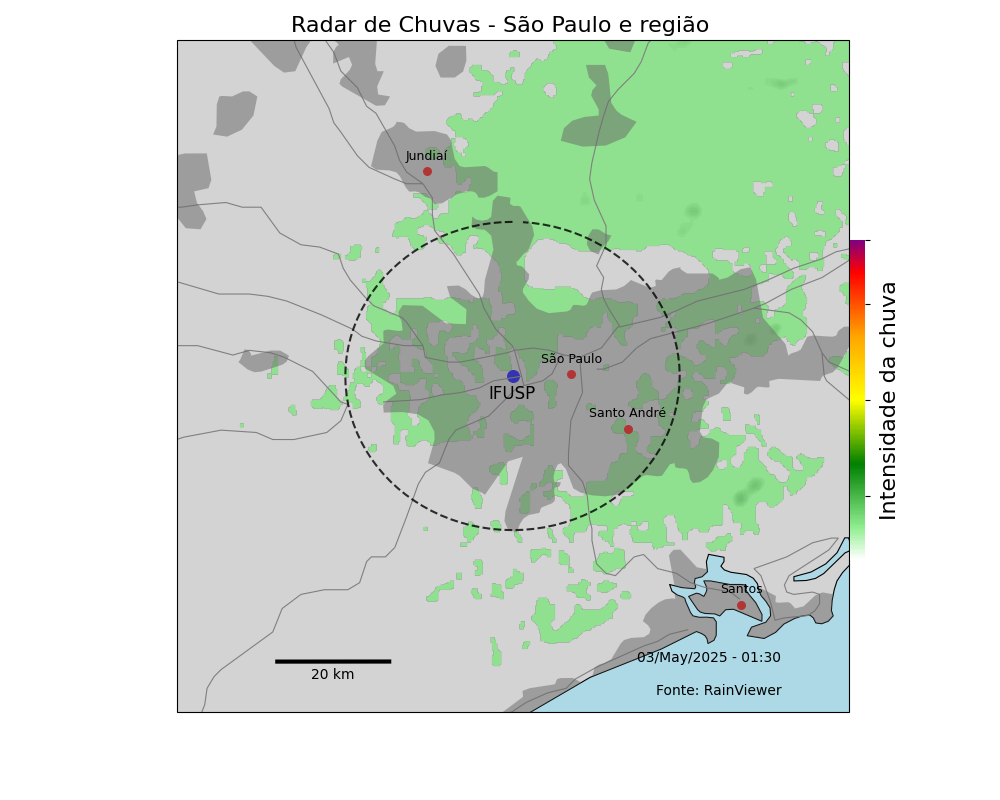 Radar de Chuvas - São Paulo e região
Jundiaí
São Paulo
IFUSP
Santo André
Santos
20 km
03/May/2025 - 01:30
Fonte: RainViewer
Intensidade da chuva